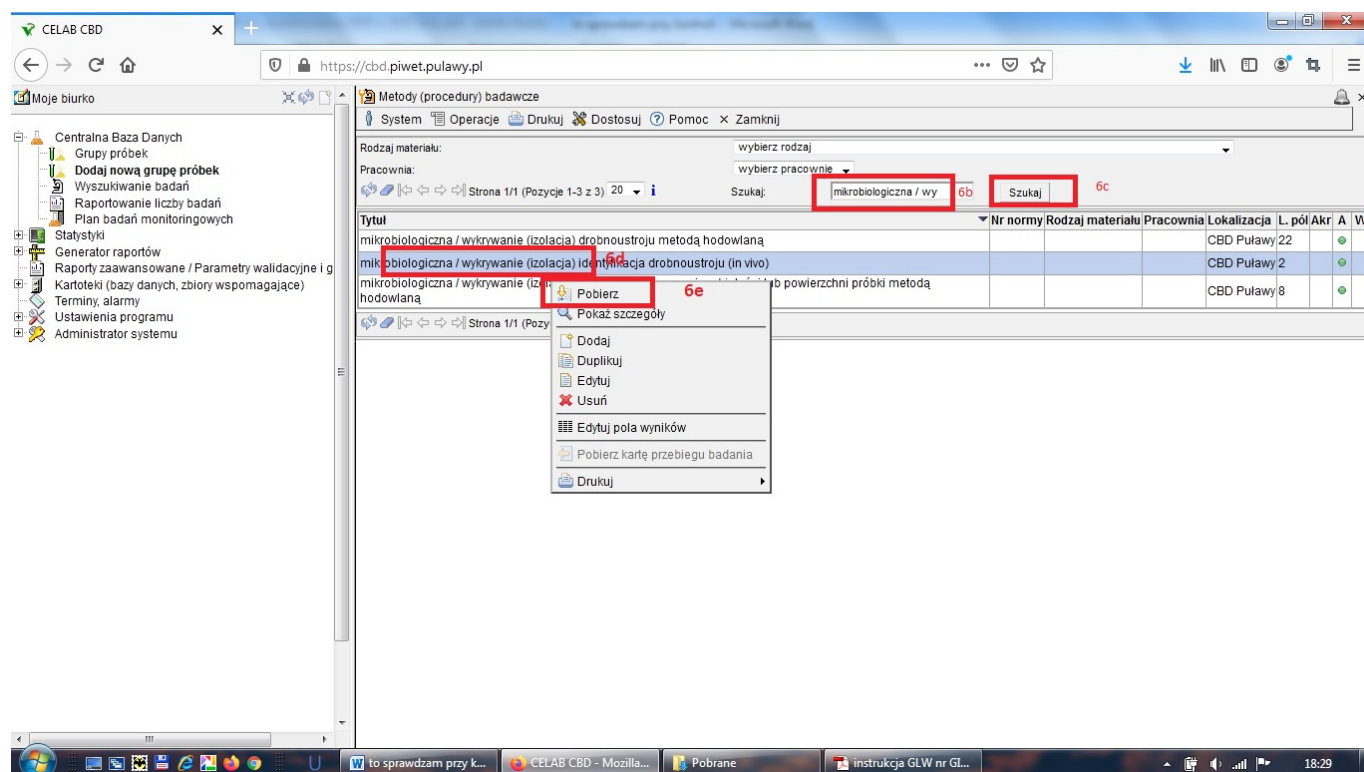 CELAB CBD
https://cbd.piwet.pulawy.pl
Moje biurko
Centralna Baza Danych
Grupy próbek
Dodaj nową grupę próbek
Wyszukiwanie badań
Raportowanie liczby badań
Plan badań monitoringowych
Statystyki
Generator raportów
Raporty zaawansowane / Parametry walidacyjne i g
Kartoteki (bazy danych, zbiory wspomagające)
Terminy, alarmy
Ustawienia programu
Administrator systemu
Metody (procedury) badawcze
System Operacje Drukuj Dostosuj Pomoc × Zamknij
Rodzaj materiału: wybierz rodzaj
Pracownia: wybierz pracownie
Strona 1/1 (Pozycje 1-3 z 3) 20 i Szukaj: mikrobiologiczna / wy 6b Szukaj 6c
Tytuł Nr normy Rodzaj materiału Pracownia Lokalizacja L. pól Akr A W
mikrobiologiczna / wykrywanie (izolacja) drobnoustroju metodą hodowlaną CBD Puławy 22
mikrobiologiczna / wykrywanie (izolacja) identyfikacja drobnoustroju (in vivo) CBD Puławy 2
6d
mikrobiologiczna / wykrywanie lub powierzchni próbki metodą
hodowlaną CBD Puławy 8
Strona 1/1
Pobierz 6e
Pokaż szczegóły
Dodaj
Duplikuj
Edytuj
Usuń
Edytuj pola wyników
Pobierz kartę przebiegu badania
Drukuj
to sprawdzam przy k... CELAB CBD - Mozilla... Pobrane instrukcja GLW nr GI... 18:29